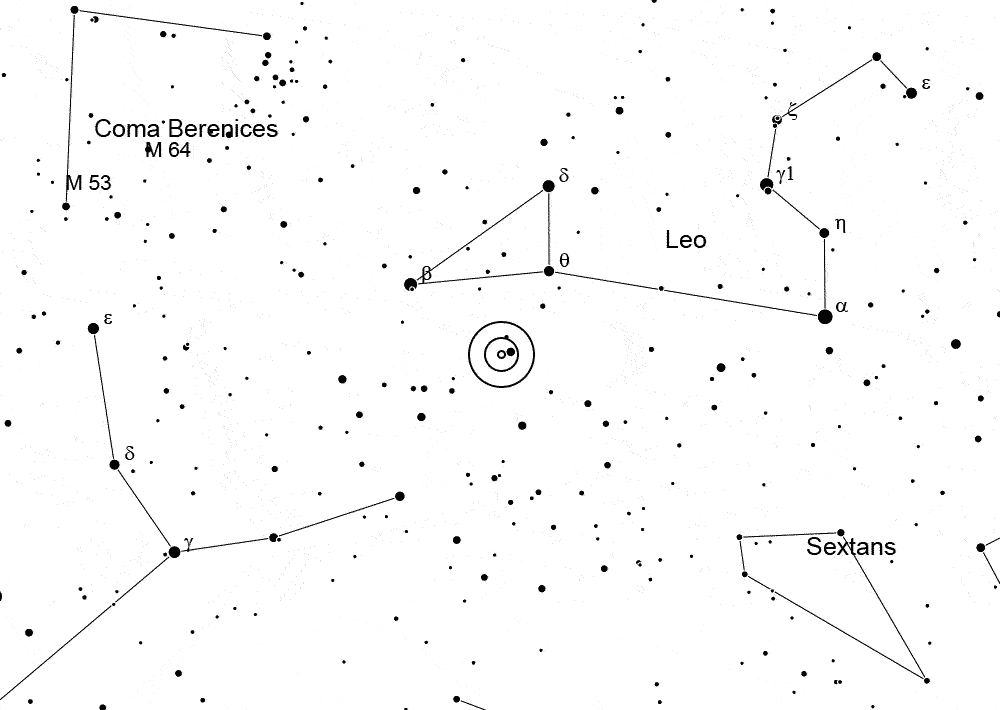 ε
ζ
Coma Berenices
M 64
γ1
δ
M 53
η
Leo
θ
β
α
ε
δ
γ
Sextans